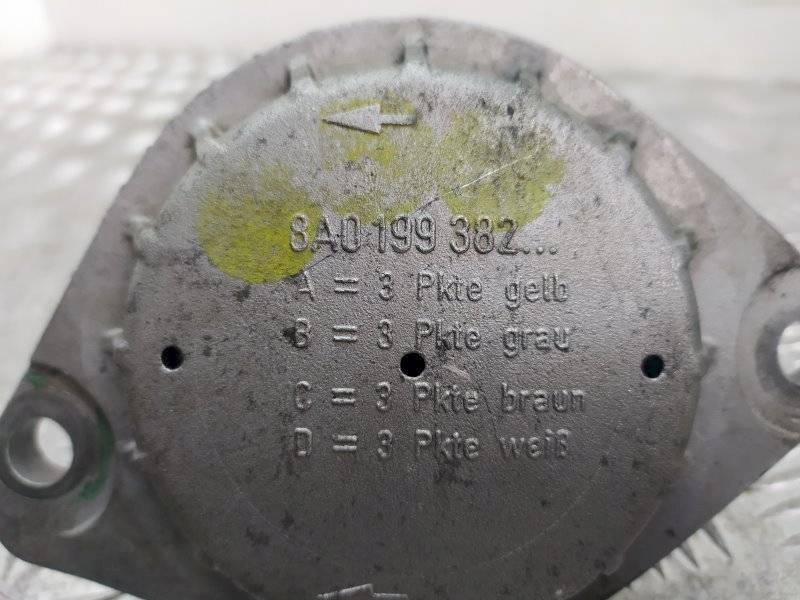 8A0 199 382...
A = 3 Pkte gelb
B = 3 Pkte grau
C = 3 Pkte braun
D = 3 Pkte weiß